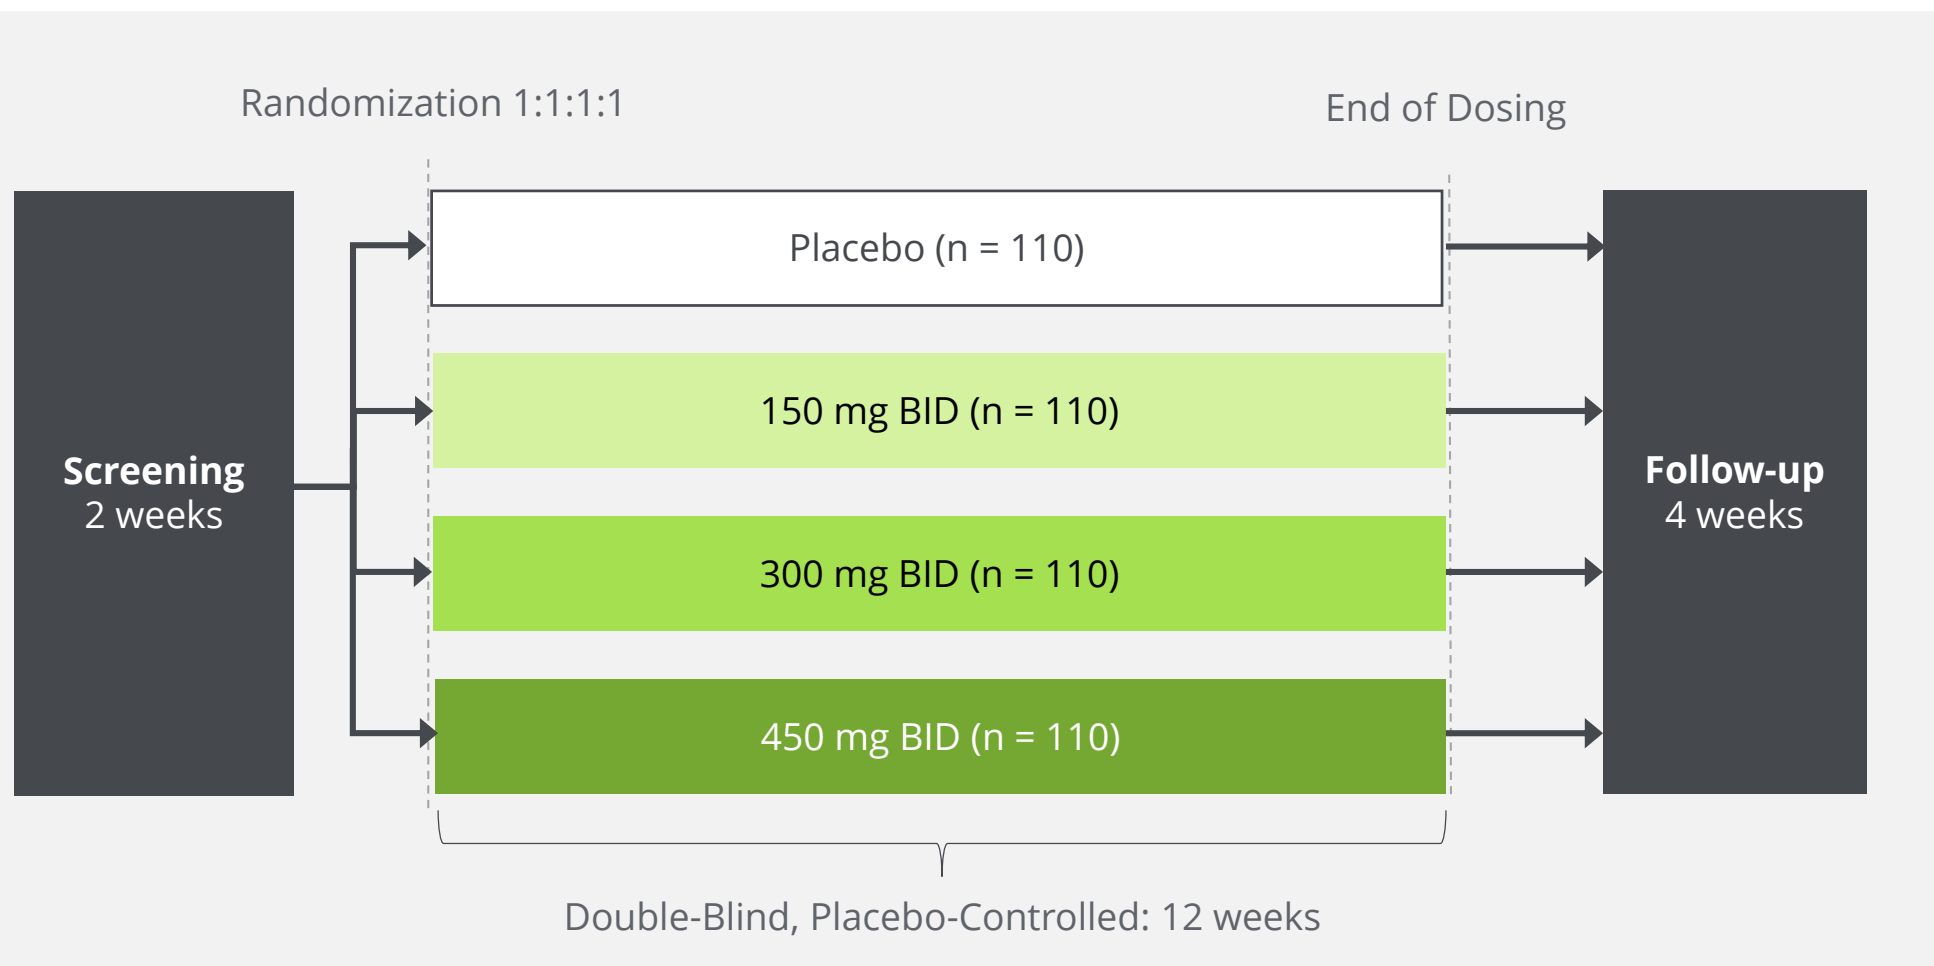 Randomization 1:1:1:1
End of Dosing
Screening
2 weeks
Placebo (n = 110)
150 mg BID (n = 110)
300 mg BID (n = 110)
450 mg BID (n = 110)
Follow-up
4 weeks
Double-Blind, Placebo-Controlled: 12 weeks